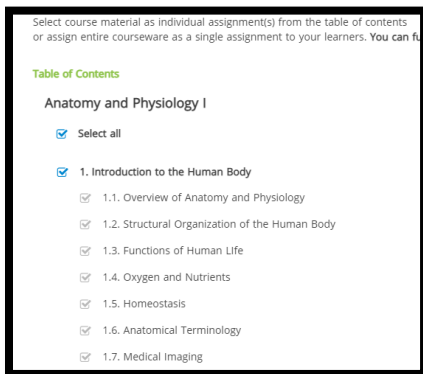 Select course material as individual assignment(s) from the table of contents
or assign entire courseware as a single assignment to your learners. You can
Table of Contents
Anatomy and Physiology I
Select all
1. Introduction to the Human Body
1.1. Overview of Anatomy and Physiology
1.2. Structural Organization of the Human Body
1.3. Functions of Human LIfe
1.4. Oxygen and Nutrients
1.5. Homeostasis
1.6. Anatomical Terminology
1.7. Medical Imaging